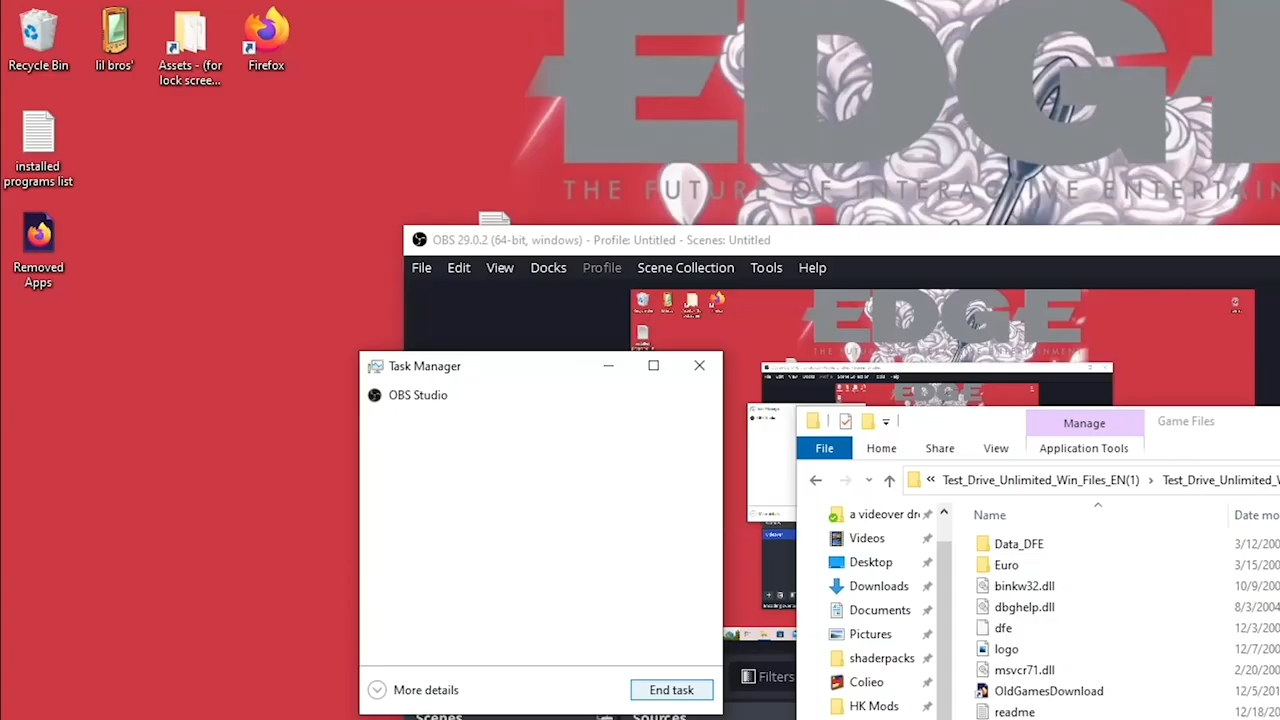 EDGE
THE FUTURE OF INTERACTIVE ENTERTAIN
Recycle Bin
lil bros'
Assets - (for
lock scree...
Firefox
installed
programs list
Removed
Apps
OBS 29.0.2 (64-bit, windows) - Profile: Untitled - Scenes: Untitled
File Edit View Docks Profile Scene Collection Tools Help
EDGE
Task Manager
OBS Studio
More details
End task
Filters
Scenes
Sources
Manage
Game Files
File Home Share View Application Tools
« Test_Drive_Unlimited_Win_Files_EN(1) › Test_Drive_Unlimited_W
a videover dr
Videos
Desktop
Downloads
Documents
Pictures
shaderpacks
Colieo
HK Mods
Name Date mo
Data_DFE 3/12/200
Euro 3/15/200
binkw32.dll 10/9/200
dbghelp.dll 8/3/2004
dfe 12/3/200
logo 12/7/200
msvcr71.dll 2/20/200
OldGamesDownload 12/5/201
readme 12/18/20